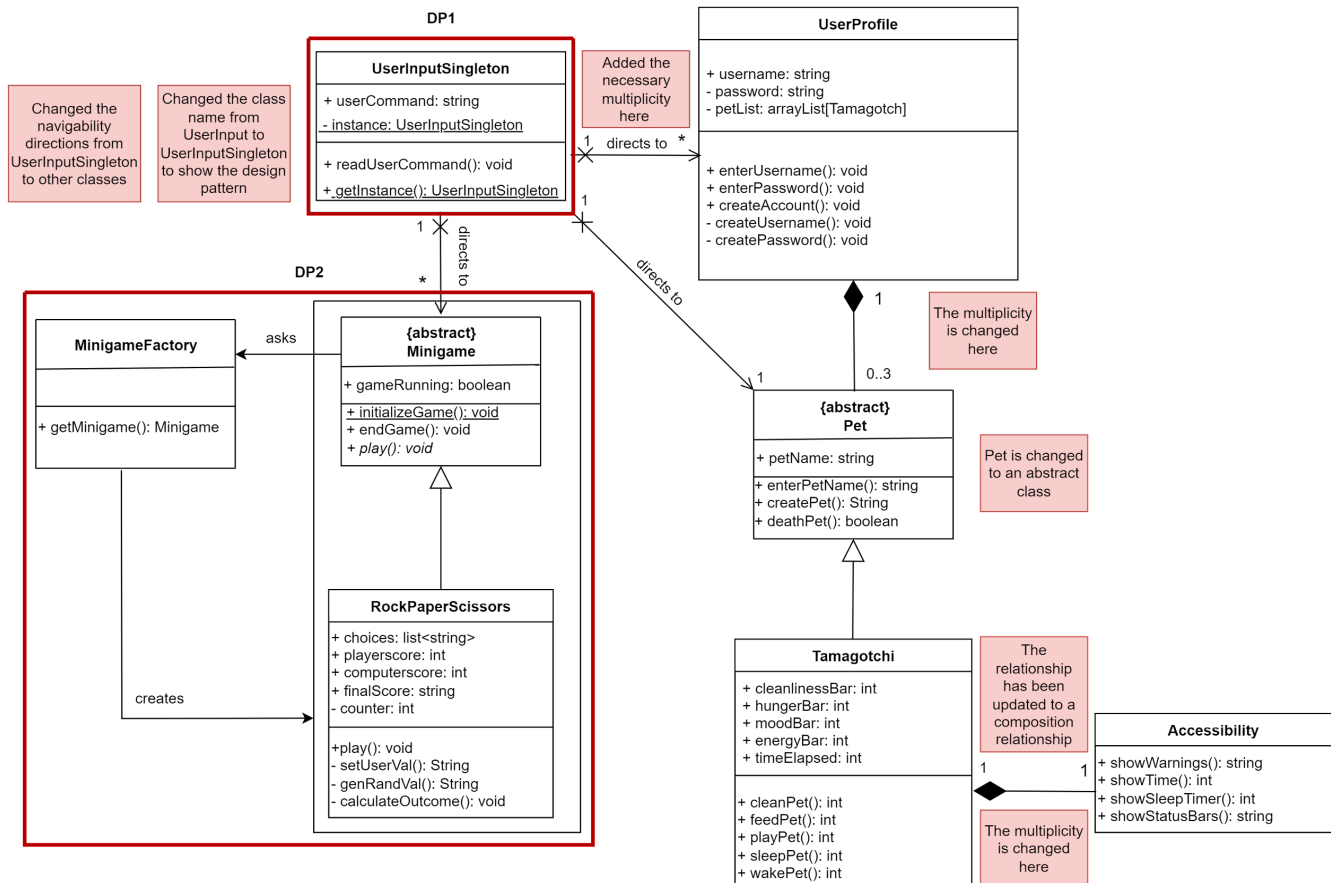 DP1
UserInputSingleton
+ userCommand: string
- instance: UserInputSingleton
+ readUserCommand(): void
+ getInstance(): UserInputSingleton
Changed the
navigability
directions from
UserInputSingleton
to other classes
Changed the class
name from
UserInput to
UserInputSingleton
to show the design
pattern
Added the
necessary
multiplicity
here
1
directs to
*
UserProfile
+ username: string
- password: string
- petList: arrayList[Tamagotch]
+ enterUsername(): void
+ enterPassword(): void
+ createAccount(): void
- createUsername(): void
- createPassword(): void
1
directs to
*
1
directs to
1
1
0..3
The multiplicity
is changed
here
DP2
MinigameFactory
+ getMinigame(): Minigame
asks
{abstract}
Minigame
+ gameRunning: boolean
+ initializeGame(): void
+ endGame(): void
+ play(): void
creates
RockPaperScissors
+ choices: list<string>
+ playerscore: int
+ computerscore: int
+ finalScore: string
- counter: int
+play(): void
- setUserVal(): String
- genRandVal(): String
- calculateOutcome(): void
{abstract}
Pet
+ petName: string
+ enterPetName(): string
+ createPet(): String
+ deathPet(): boolean
Pet is changed
to an abstract
class
Tamagotchi
+ cleanlinessBar: int
+ hungerBar: int
+ moodBar: int
+ energyBar: int
+ timeElapsed: int
+ cleanPet(): int
+ feedPet(): int
+ playPet(): int
+ sleepPet(): int
+ wakePet(): int
The
relationship
has been
updated to a
composition
relationship
1
1
The multiplicity
is changed
here
Accessibility
+ showWarnings(): string
+ showTime(): int
+ showSleepTimer(): int
+ showStatusBars(): string